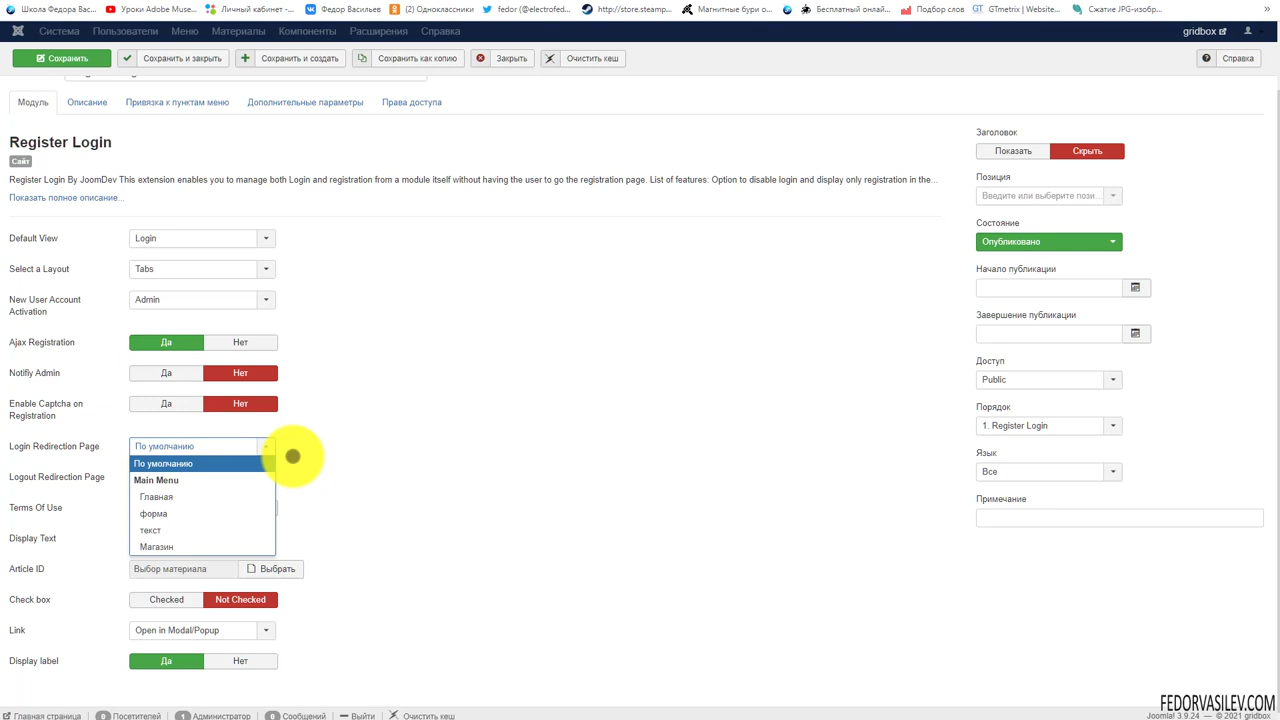 Школа Федора Вас...
Уроки Adobe Muse...
Личный кабинет -...
Федор Васильев
(2) Одноклассники
fedor (@electrofed...
http://store.steamp...
Магнитные бури о...
Бесплатный онлай...
Подбор слов
GTmetrix | Website...
Сжатие JPG-изобр...
»
Система
Пользователи
Меню
Материалы
Компоненты
Расширения
Справка
gridbox
Сохранить
Сохранить и закрыть
Сохранить и создать
Сохранить как копию
Закрыть
Очистить кеш
Справка
Модуль
Описание
Привязка к пунктам меню
Дополнительные параметры
Права доступа
Register Login
Сайт
Register Login By JoomDev This extension enables you to manage both Login and registration from a module itself without having the user to go the registration page. List of features: Option to disable login and display only registration in the...
Показать полное описание...
Default View
Login
Select a Layout
Tabs
New User Account
Activation
Admin
Ajax Registration
Да
Нет
Notifiy Admin
Да
Нет
Enable Captcha on
Registration
Да
Нет
Login Redirection Page
По умолчанию
По умолчанию
Main Menu
Главная
форма
текст
Магазин
Logout Redirection Page
Terms Of Use
Display Text
Article ID
Выбор материала
Выбрать
Check box
Checked
Not Checked
Link
Open in Modal/Popup
Display label
Да
Нет
Заголовок
Показать
Скрыть
Позиция
Введите или выберите пози...
Состояние
Опубликовано
Начало публикации
Завершение публикации
Доступ
Public
Порядок
1. Register Login
Язык
Все
Примечание
FEDORVASILEV.COM
Главная страница
0 Посетителей
1 Администратор
0 Сообщений
Выйти
Очистить кеш
Joomla! 3.9.24 — © 2021 gridbox